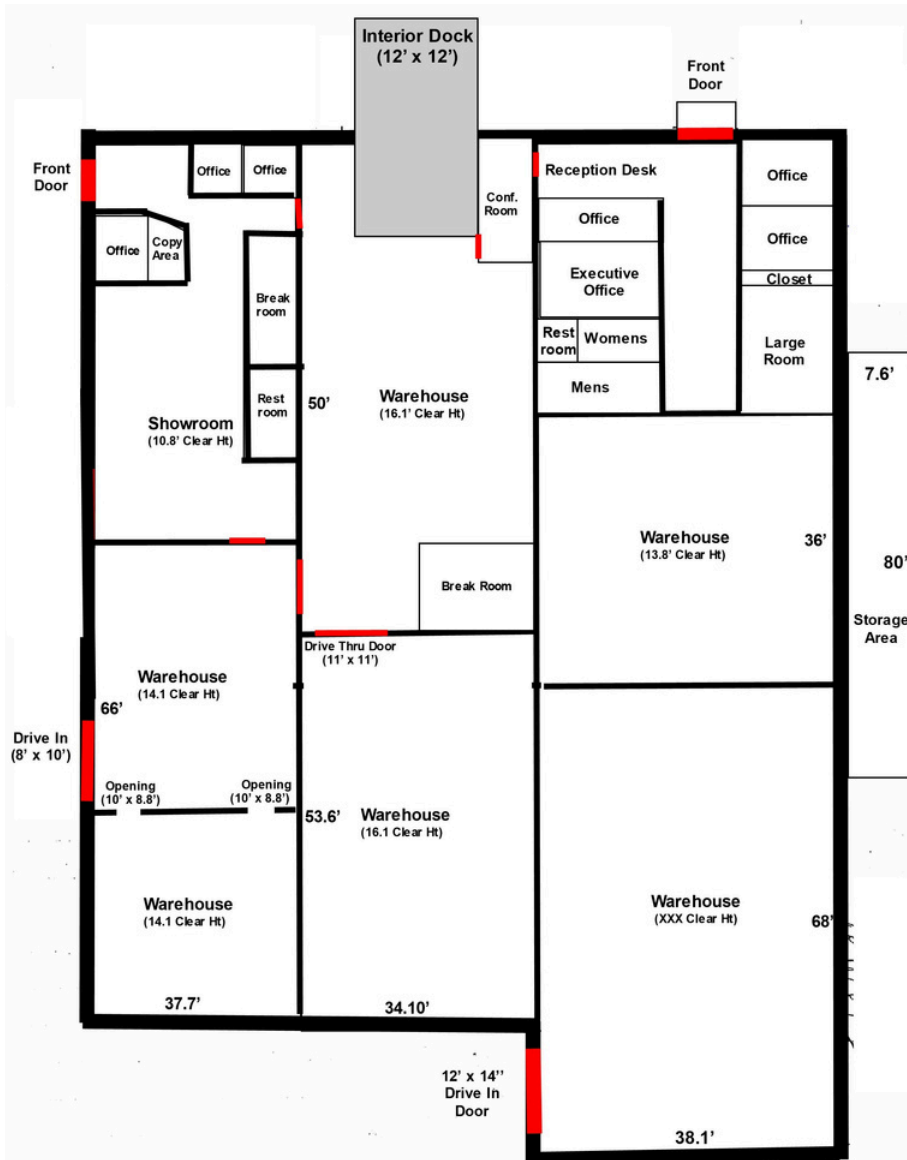 Interior Dock
(12' x 12')
Front
Door
Front
Door
Office
Office
Conf.
Room
Reception Desk
Office
Office
Copy
Area
Office
Office
Break
room
Executive
Office
Closet
Rest
room
Womens
Large
Room
7.6'
Mens
Rest
room
50'
Warehouse
(16.1' Clear Ht)
Showroom
(10.8' Clear Ht)
Warehouse
(13.8' Clear Ht)
36'
80'
Break Room
Storage
Area
Drive Thru Door
(11' x 11')
Warehouse
(14.1 Clear Ht)
66'
Drive In
(8' x 10')
Opening
(10' x 8.8')
Opening
(10' x 8.8')
53.6'
Warehouse
(16.1 Clear Ht)
Warehouse
(14.1 Clear Ht)
Warehouse
(XXX Clear Ht)
68'
37.7'
34.10'
12' x 14''
Drive In
Door
38.1'